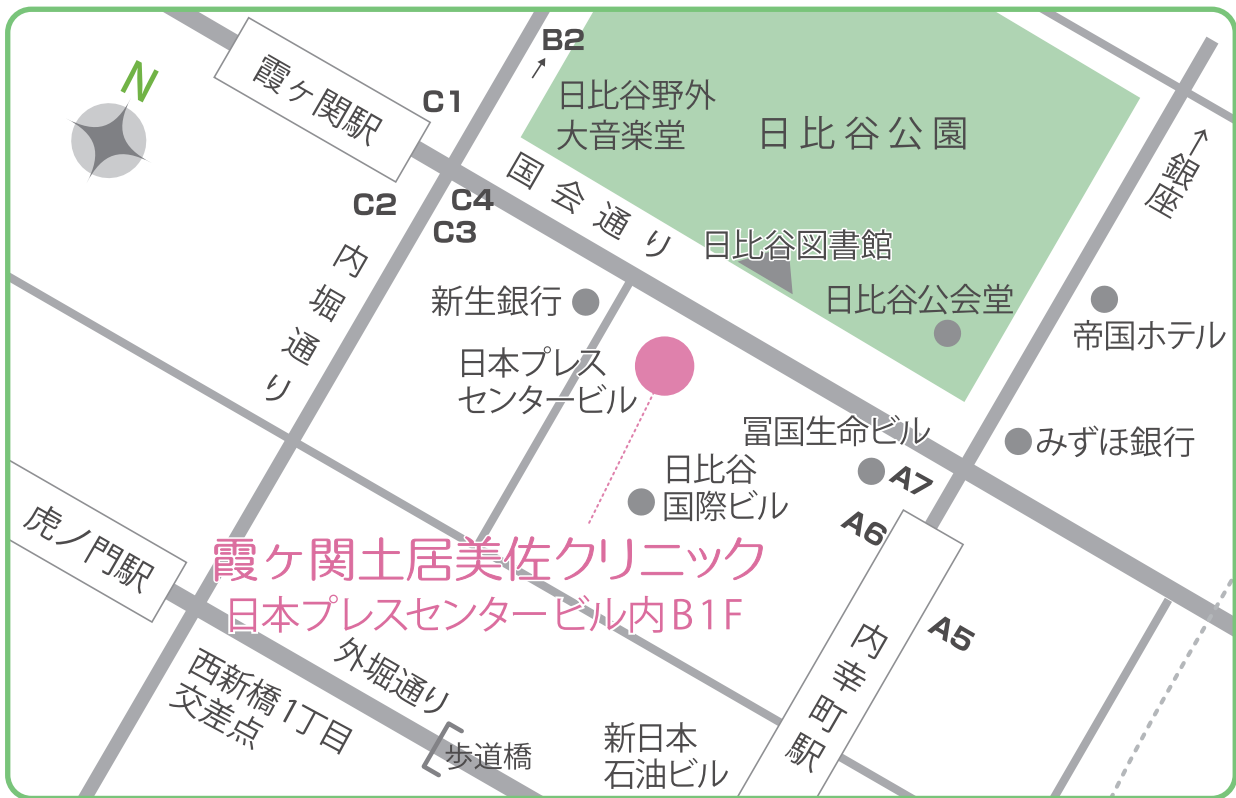 N
霞ヶ関駅
C1
B2
↑
日比谷野外
大音楽堂
日比谷公園
→銀座
C2
C4
C3
国会通り
内堀通り
日比谷図書館
日比谷公会堂
新生銀行
帝国ホテル
日本プレス
センタービル
冨国生命ビル
みずほ銀行
日比谷
国際ビル
A7
A6
虎ノ門駅
霞ヶ関土居美佐クリニック
日本プレスセンタービル内B1F
A5
内幸町駅
外堀通り
西新橋1丁目
交差点
歩道橋
新日本
石油ビル